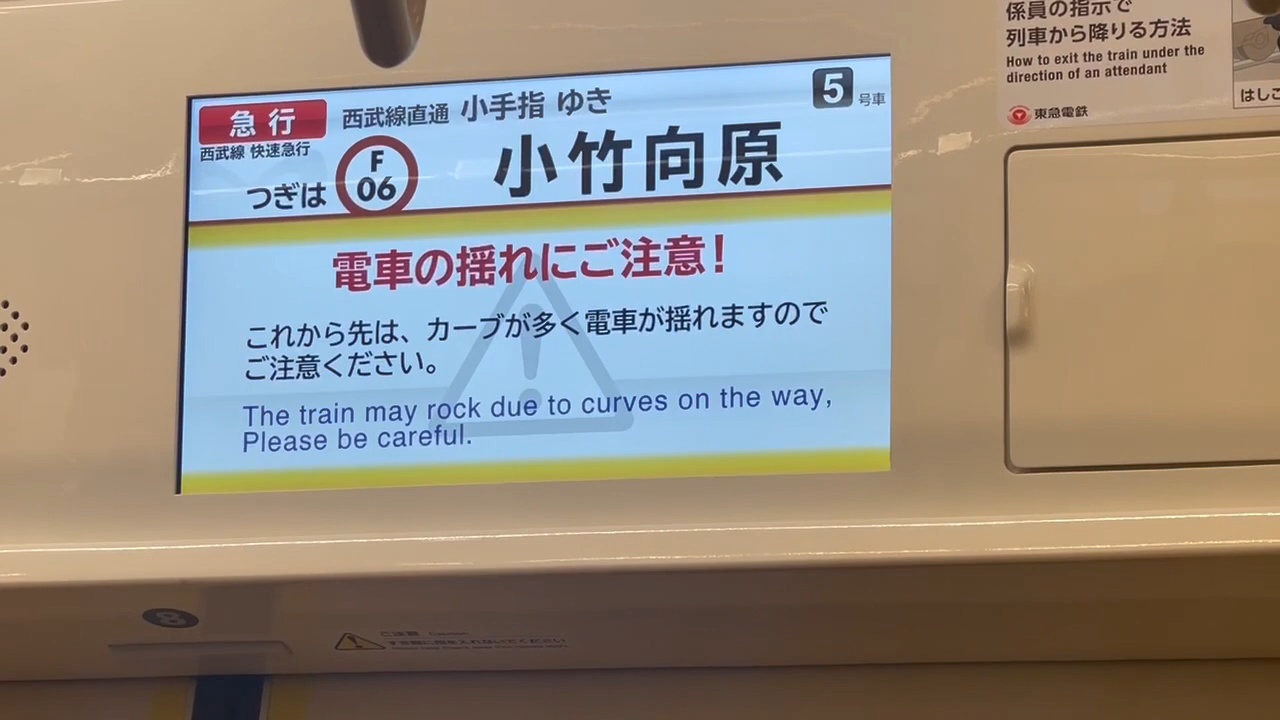 急行
西武線直通 小手指 ゆき
5 号車
西武線 快速急行
つぎは
F
06
小竹向原
電車の揺れにご注意！
これから先は、カーブが多く電車が揺れますので
ご注意ください。
The train may rock due to curves on the way,
Please be careful.
係員の指示で
列車から降りる方法
How to exit the train under the
direction of an attendant
東急電鉄
はしご
8
ご注意